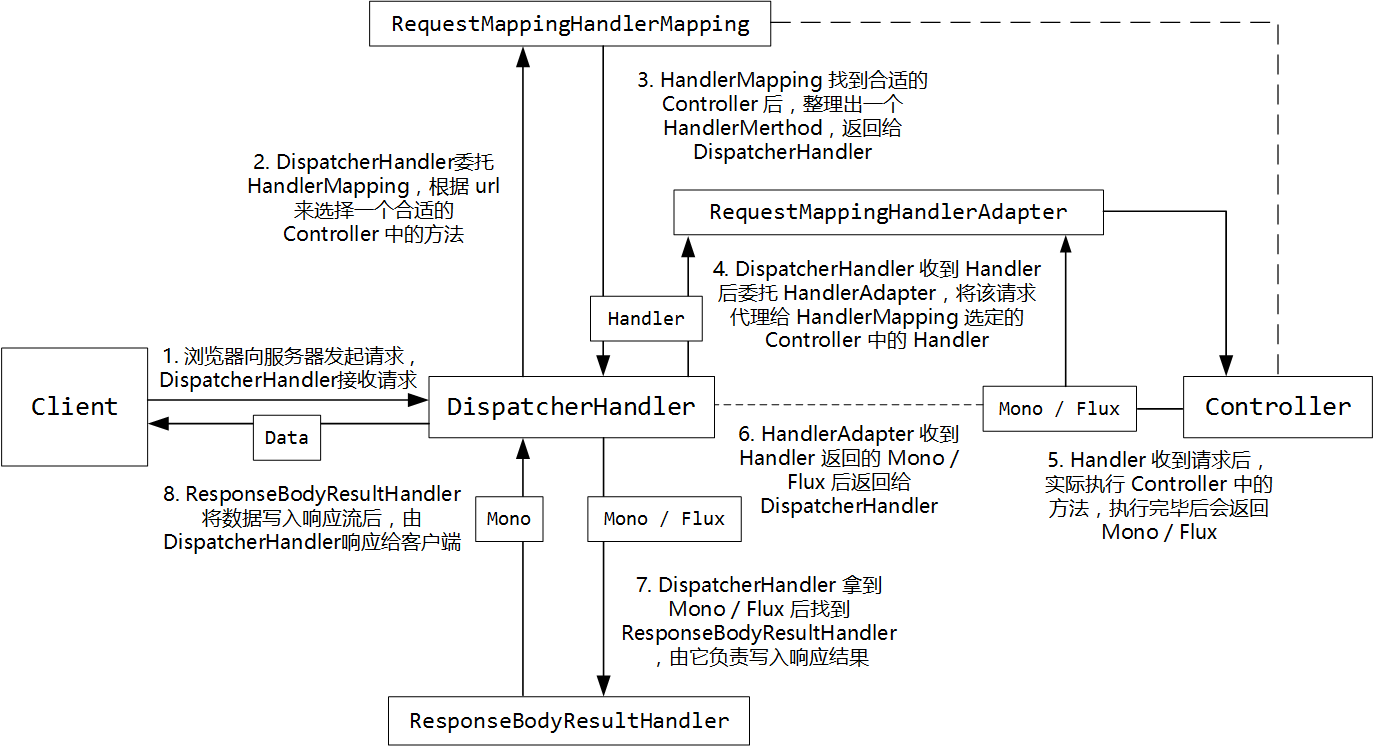 RequestMappingHandlerMapping
3. HandlerMapping 找到合适的
Controller 后，整理出一个
HandlerMerthod，返回给
DispatcherHandler
2. DispatcherHandler委托
HandlerMapping，根据 url
来选择一个合适的
Controller 中的方法
RequestMappingHandlerAdapter
4. DispatcherHandler 收到 Handler
后委托 HandlerAdapter，将该请求
代理给 HandlerMapping 选定的
Controller 中的 Handler
Handler
1. 浏览器向服务器发起请求，
DispatcherHandler接收请求
Client
DispatcherHandler
Mono / Flux
Controller
Data
6. HandlerAdapter 收到
Handler 返回的 Mono /
Flux 后返回给
DispatcherHandler
5. Handler 收到请求后，
实际执行 Controller 中的
方法，执行完毕后会返回
Mono / Flux
8. ResponseBodyResultHandler
将数据写入响应流后，由
DispatcherHandler响应给客户端
Mono
Mono / Flux
7. DispatcherHandler 拿到
Mono / Flux 后找到
ResponseBodyResultHandler
，由它负责写入响应结果
ResponseBodyResultHandler